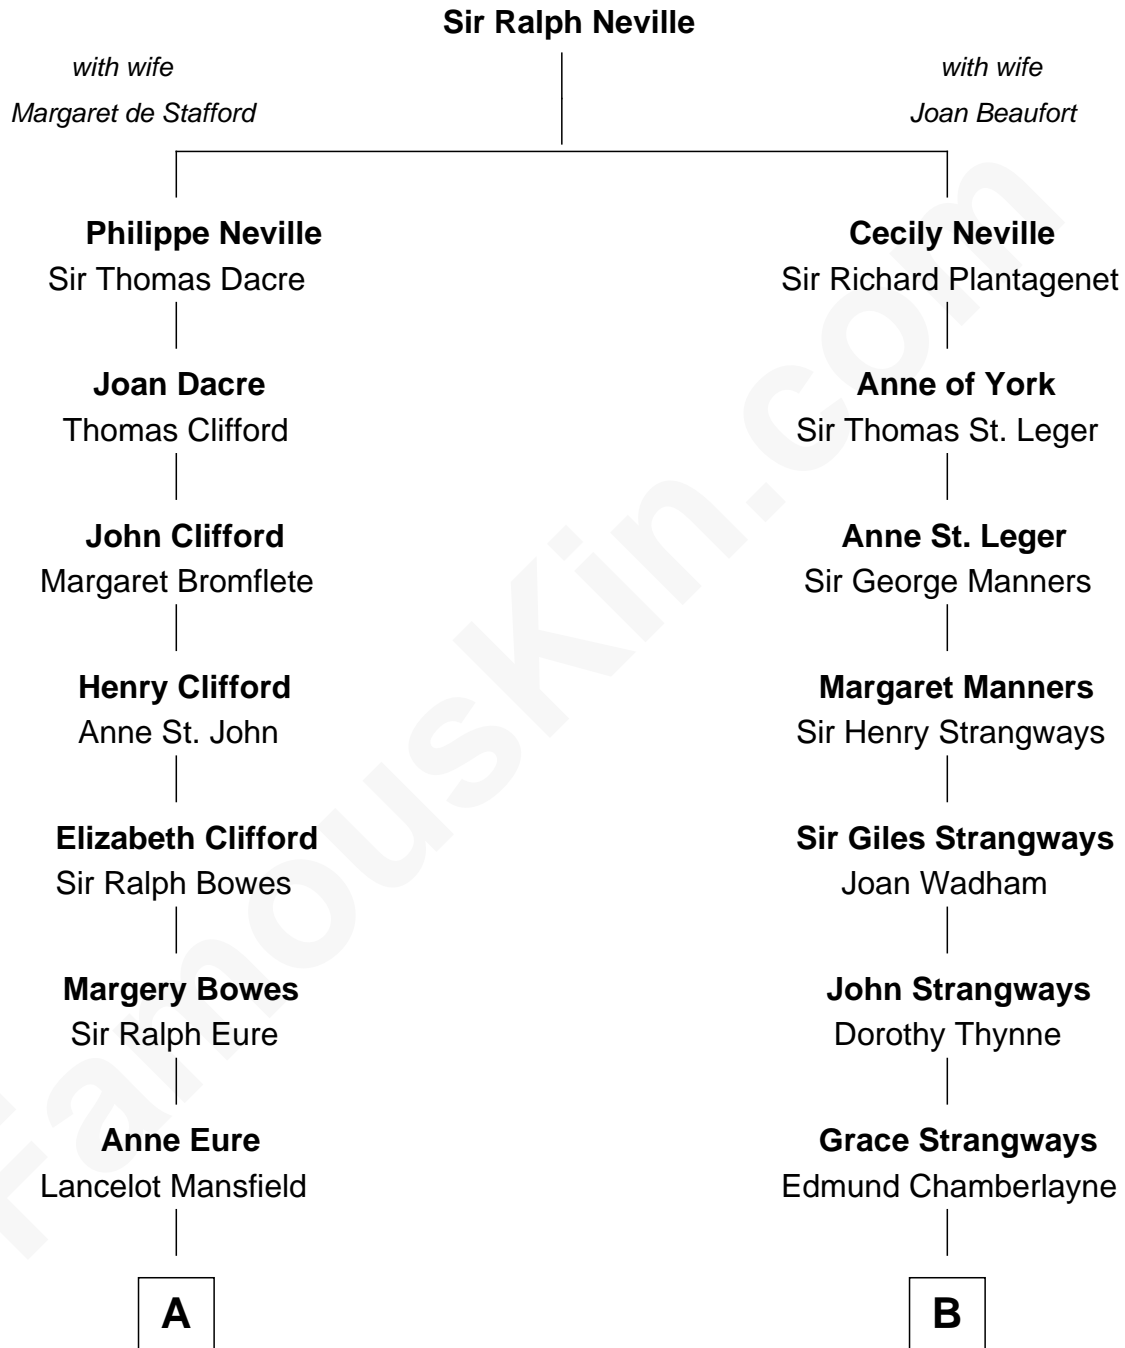 Sir Ralph Neville
with wife
Margaret de Stafford
with wife
Joan Beaufort
Philippe Neville
Sir Thomas Dacre
Cecily Neville
Sir Richard Plantagenet
Joan Dacre
Thomas Clifford
Anne of York
Sir Thomas St. Leger
John Clifford
Margaret Bromflete
Anne St. Leger
Sir George Manners
Henry Clifford
Anne St. John
Margaret Manners
Sir Henry Strangways
Elizabeth Clifford
Sir Ralph Bowes
Sir Giles Strangways
Joan Wadham
Margery Bowes
Sir Ralph Eure
John Strangways
Dorothy Thynne
Anne Eure
Lancelot Mansfield
Grace Strangways
Edmund Chamberlayne
A
B
FamousKin.com